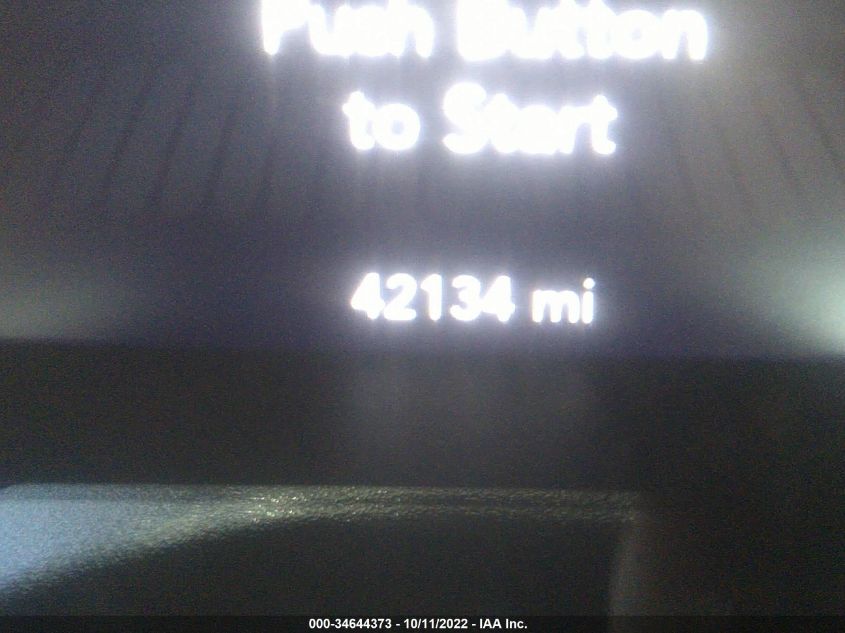 Push Button
to Start
42134 mi
000-34644373 - 10/11/2022 - IAA Inc.